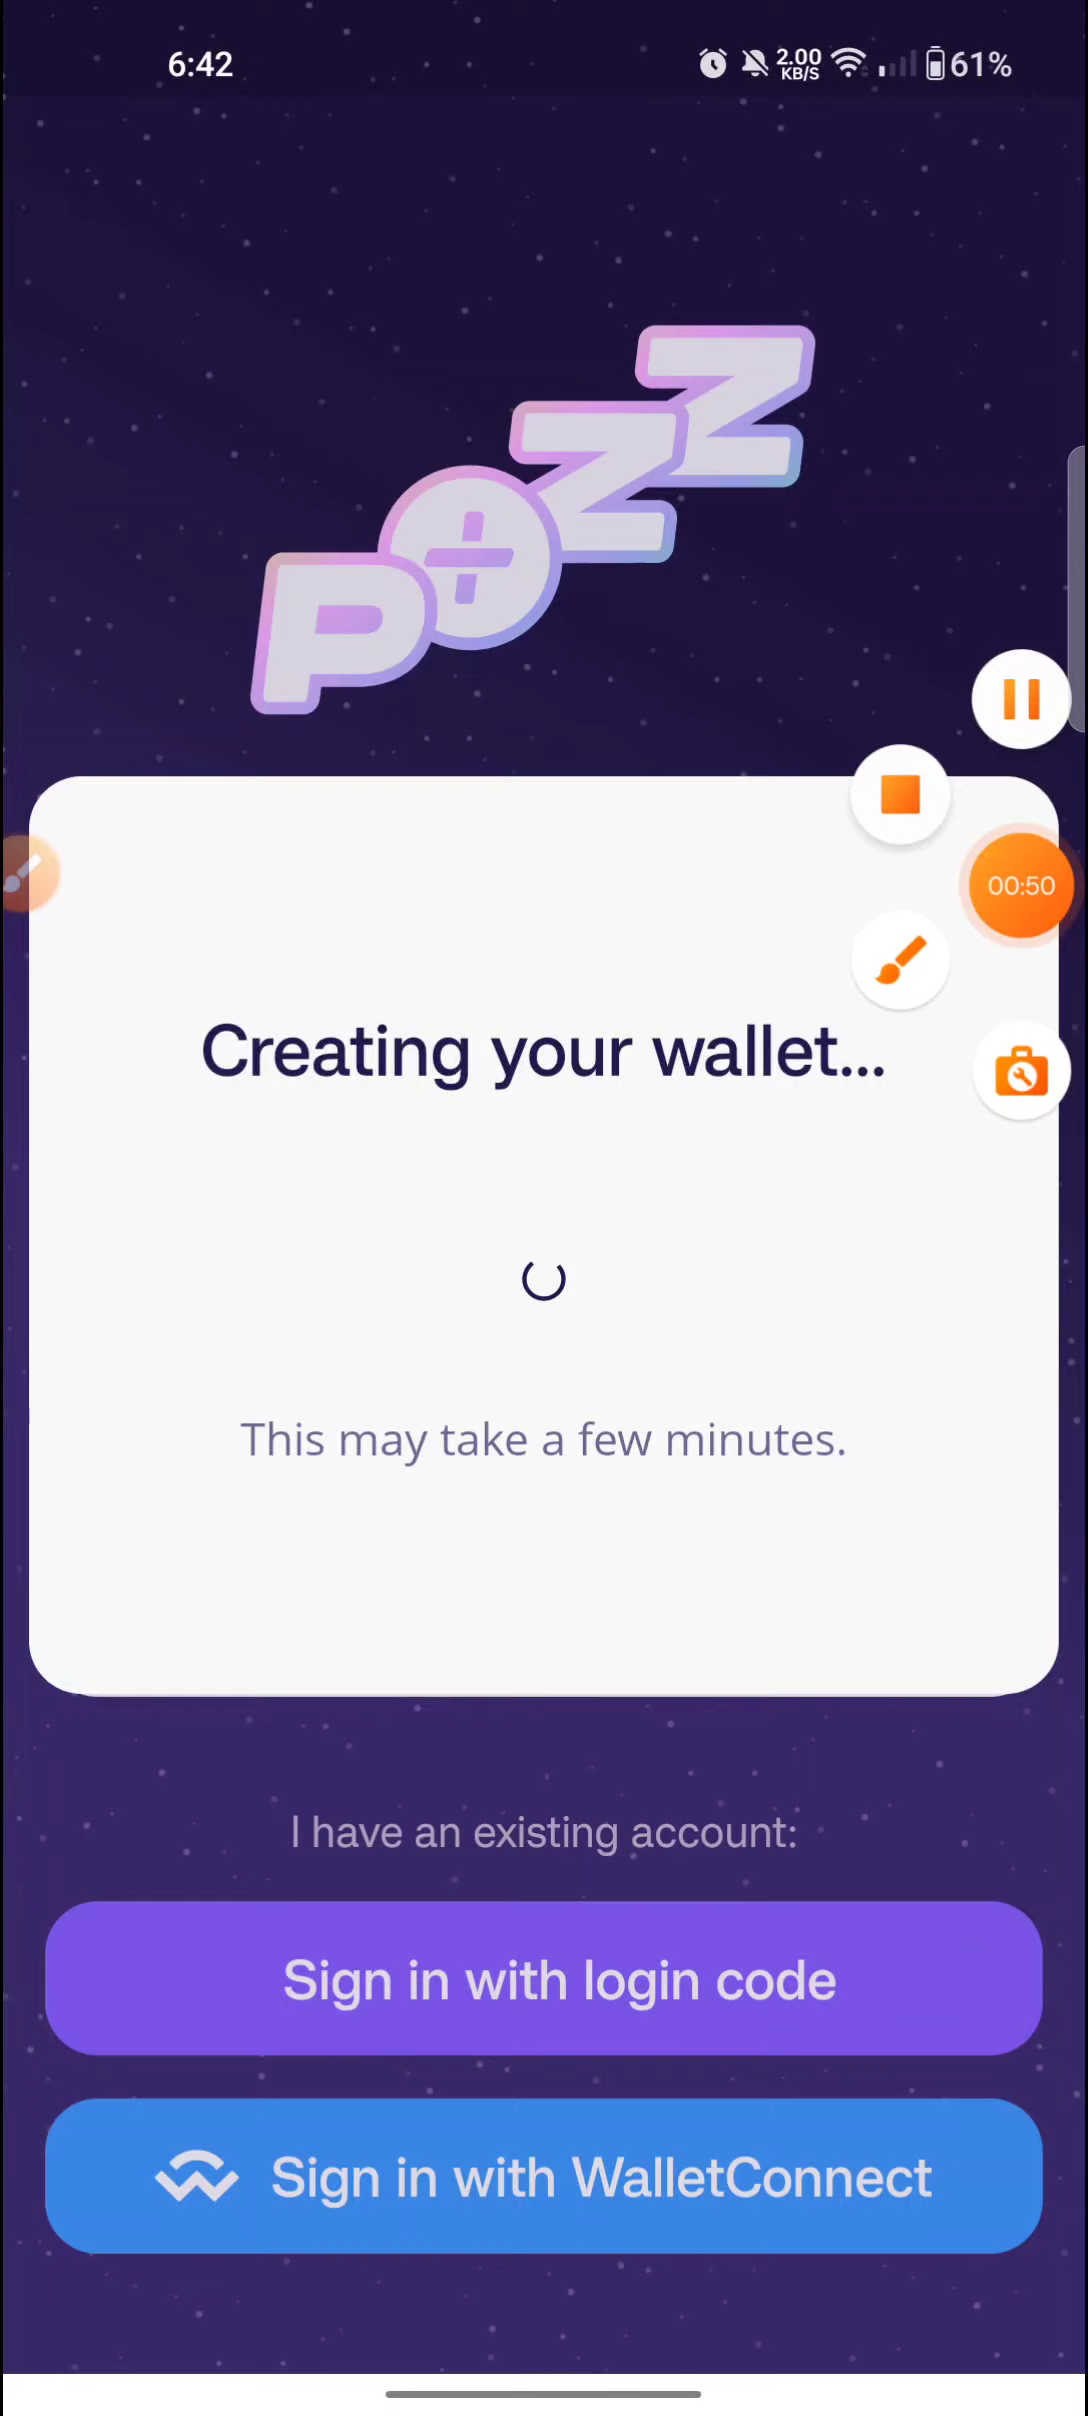 6:42
2.00
KB/S
61%
POZZ
00:50
Creating your wallet...
This may take a few minutes.
I have an existing account:
Sign in with login code
Sign in with WalletConnect